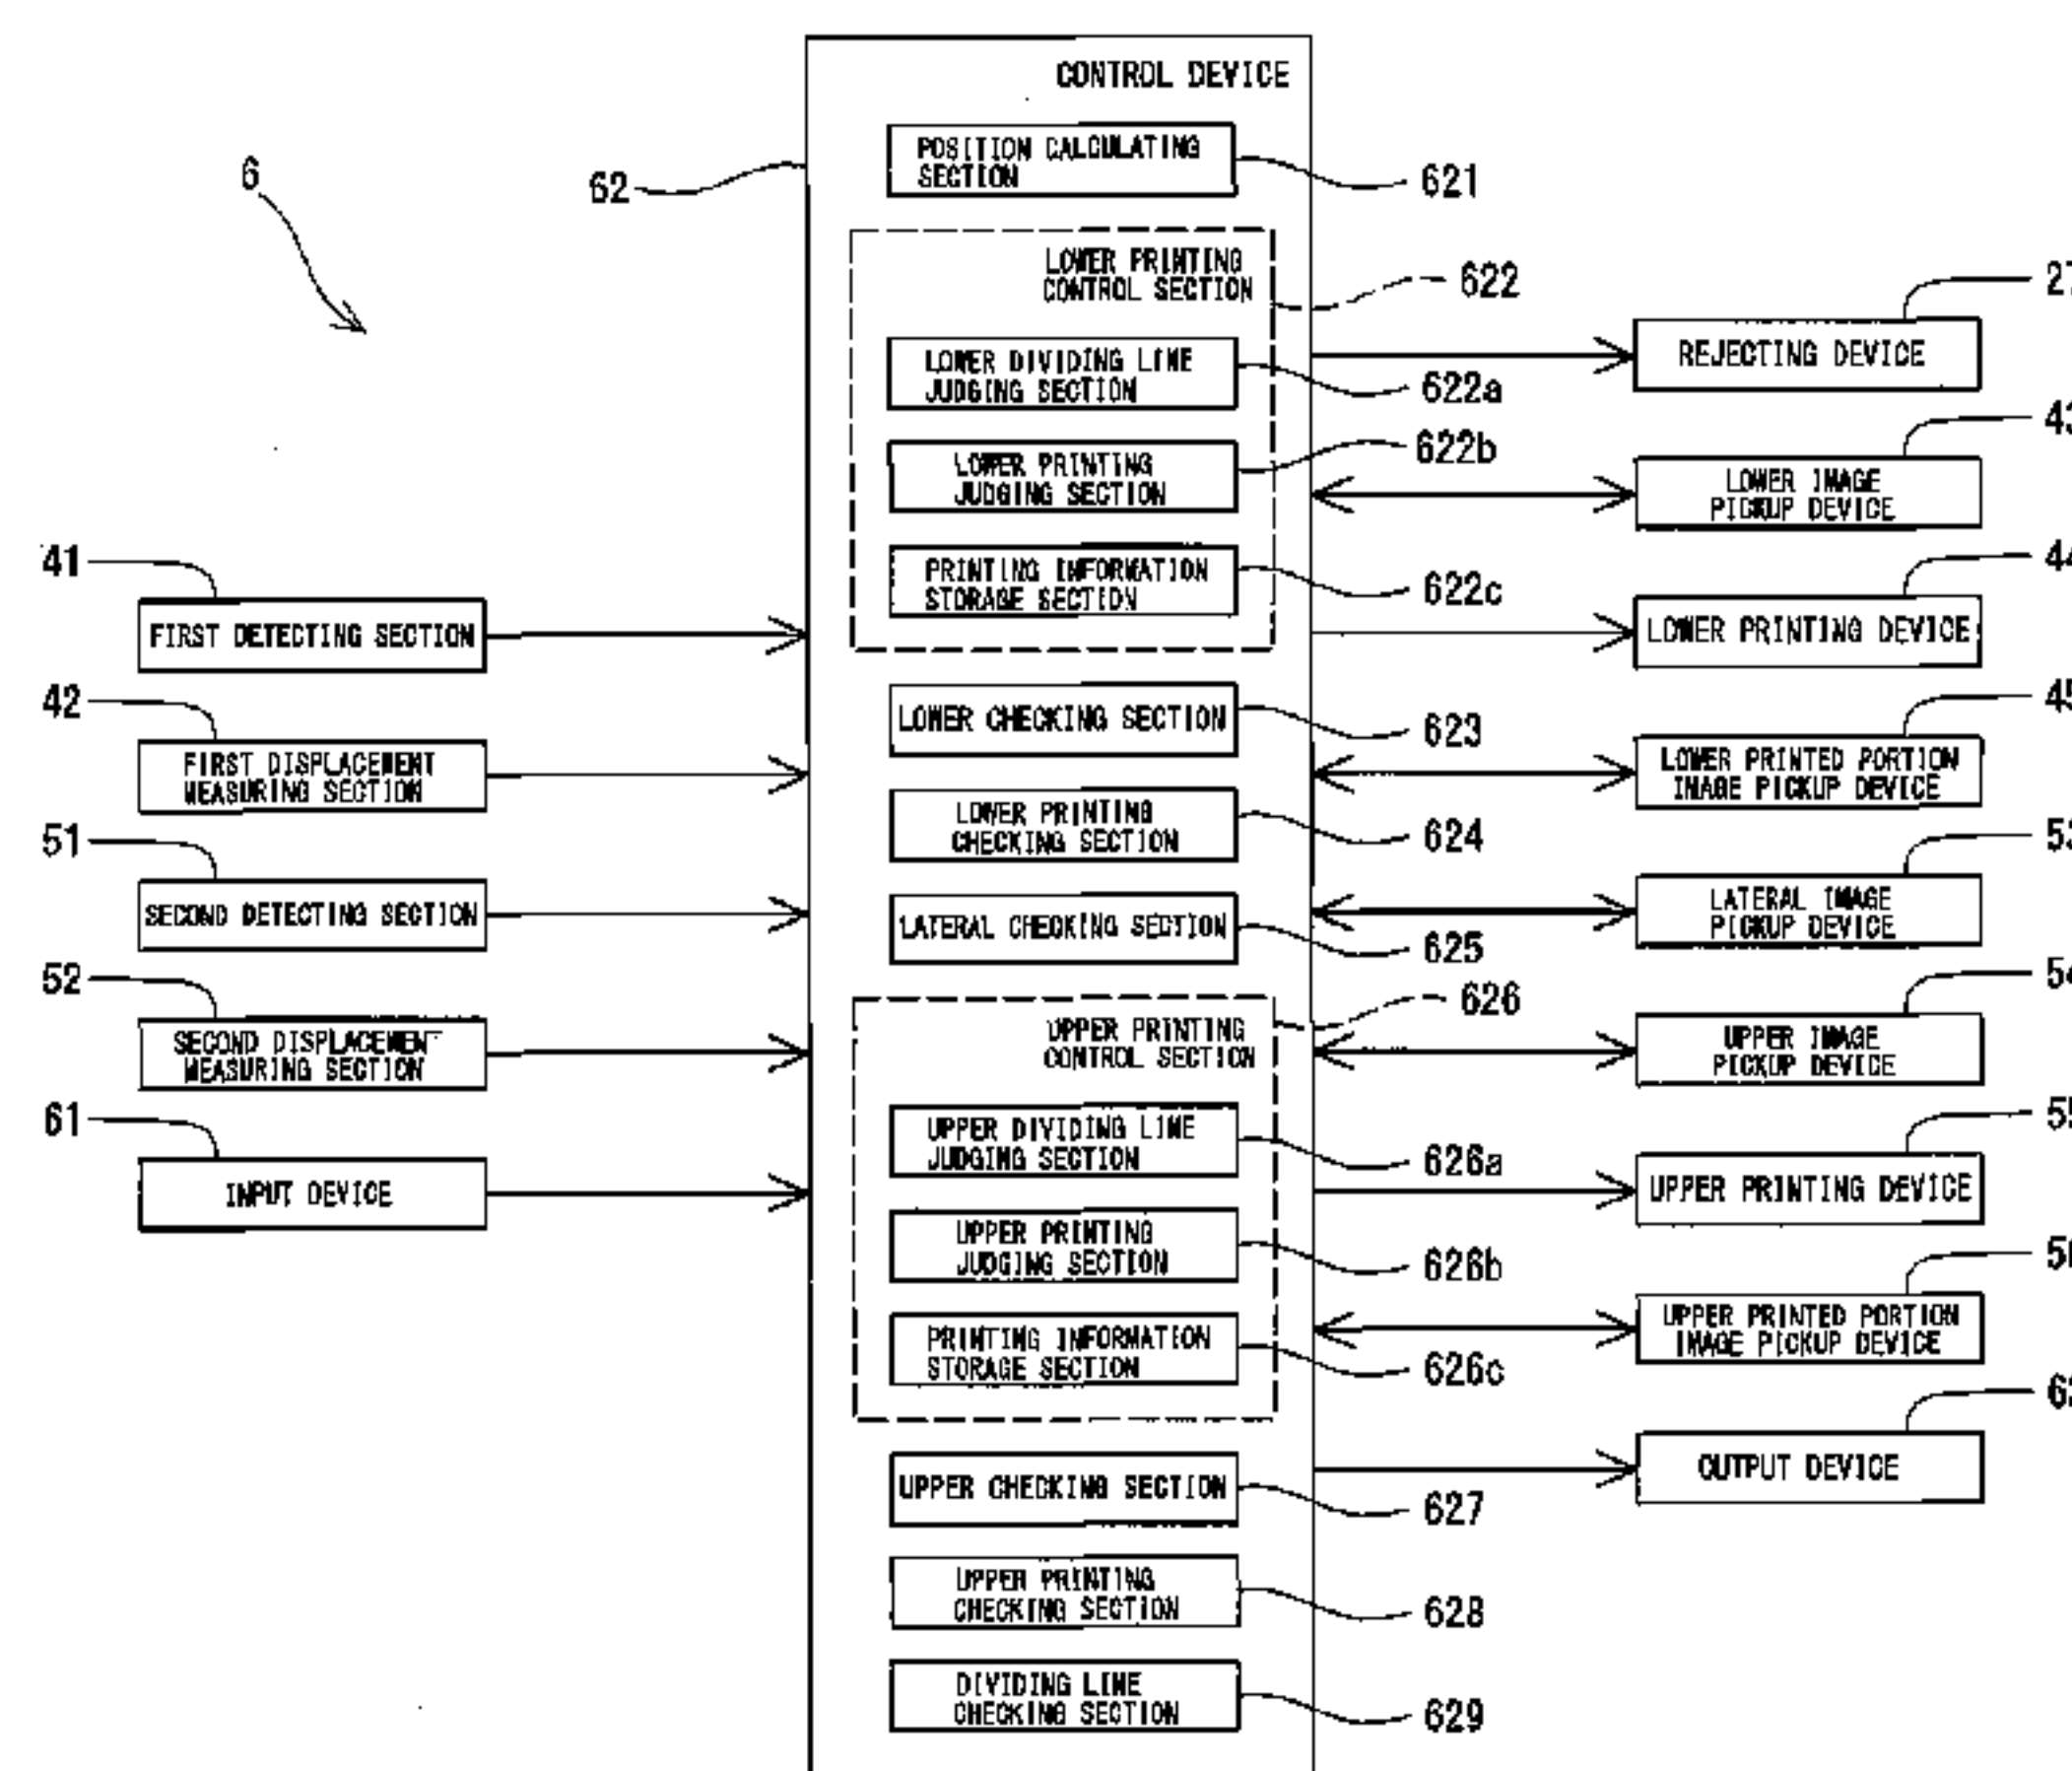 CONTROL DEVICE
6
62
POSITION CALCULATING
SECTION
621
LOWER PRINTING
CONTROL SECTION
622
LOWER DIVIDING LINE
JUDGING SECTION
622a
LOWER PRINTING
JUDGING SECTION
622b
PRINTING INFORMATION
STORAGE SECTION
622c
LOWER CHECKING SECTION
623
LOWER PRINTING
CHECKING SECTION
624
LATERAL CHECKING SECTION
625
UPPER PRINTING
CONTROL SECTION
626
UPPER DIVIDING LINE
JUDGING SECTION
626a
UPPER PRINTING
JUDGING SECTION
626b
PRINTING INFORMATION
STORAGE SECTION
626c
UPPER CHECKING SECTION
627
UPPER PRINTING
CHECKING SECTION
628
DIVIDING LINE
CHECKING SECTION
629
41
FIRST DETECTING SECTION
42
FIRST DISPLACEMENT
MEASURING SECTION
51
SECOND DETECTING SECTION
52
SECOND DISPLACEMENT
MEASURING SECTION
61
INPUT DEVICE
REJECTING DEVICE
LOWER IMAGE
PICKUP DEVICE
LOWER PRINTING DEVICE
LOWER PRINTED PORTION
IMAGE PICKUP DEVICE
LATERAL IMAGE
PICKUP DEVICE
UPPER IMAGE
PICKUP DEVICE
UPPER PRINTING DEVICE
UPPER PRINTED PORTION
IMAGE PICKUP DEVICE
OUTPUT DEVICE